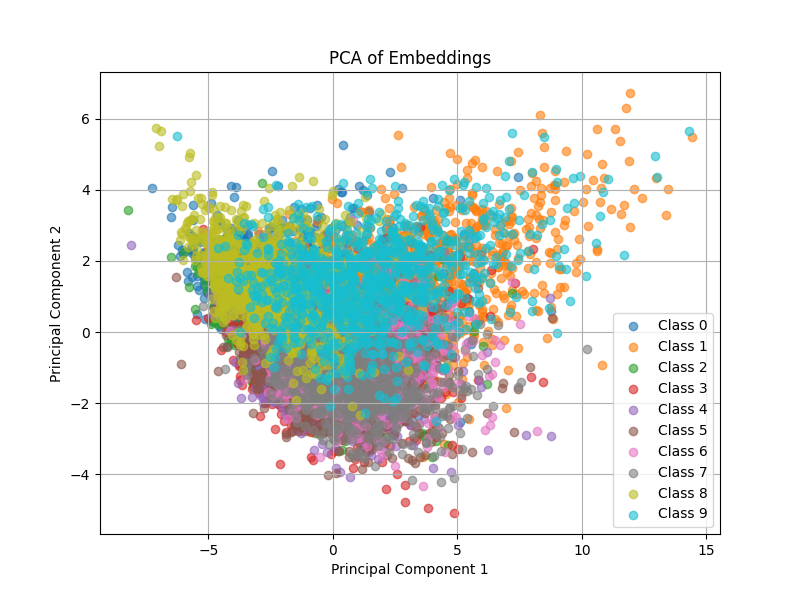 PCA of Embeddings
Principal Component 2
6
4
2
0
−2
−4
−5
0
5
10
15
Principal Component 1
Class 0
Class 1
Class 2
Class 3
Class 4
Class 5
Class 6
Class 7
Class 8
Class 9